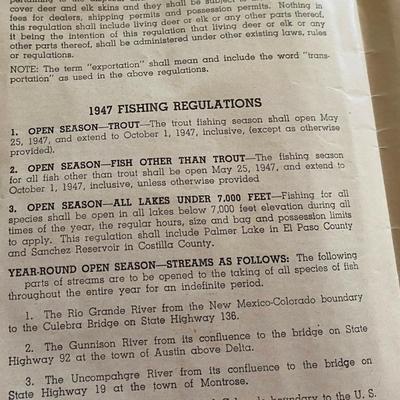 cover deer and elk skins and they shall be subject to
fees for dealers, shipping permits and possession permits. Nothing in
this regulation shall include living deer or elk or any other parts thereof,
it being the intention of this regulation that living deer or elk or any
other parts thereof, shall be administered under other existing laws, rules
or regulations.
NOTE: The term "exportation" shall mean and include the word "trans-
portation" as used in the above regulations.
1947 FISHING REGULATIONS
1. OPEN SEASON—TROUT—The trout fishing season shall open May
25, 1947, and extend to October 1, 1947, inclusive, (except as otherwise
provided).
2. OPEN SEASON—FISH OTHER THAN TROUT—The fishing season
for all fish other than trout shall be open May 25, 1947, and extend to
October 1, 1947, inclusive, unless otherwise provided
3. OPEN SEASON—ALL LAKES UNDER 7,000 FEET—Fishing for all
species shall be open in all lakes below 7,000 feet elevation during all
times of the year, the regular hours, size and bag and possession limits
to apply. This regulation shall include Palmer Lake in El Paso County
and Sanchez Reservoir in Costilla County.
YEAR-ROUND OPEN SEASON—STREAMS AS FOLLOWS: The following
parts of streams are to be opened to the taking of all species of fish
throughout the entire year for an indefinite period.
1. The Rio Grande River from the New Mexico-Colorado boundary
to the Culebra Bridge on State Highway 136.
2. The Gunnison River from its confluence to the bridge on State
Highway 92 at the town of Austin above Delta.
3. The Uncompahgre River from its confluence to the bridge on
State Highway 19 at the town of Montrose.
boundary to the U. S.